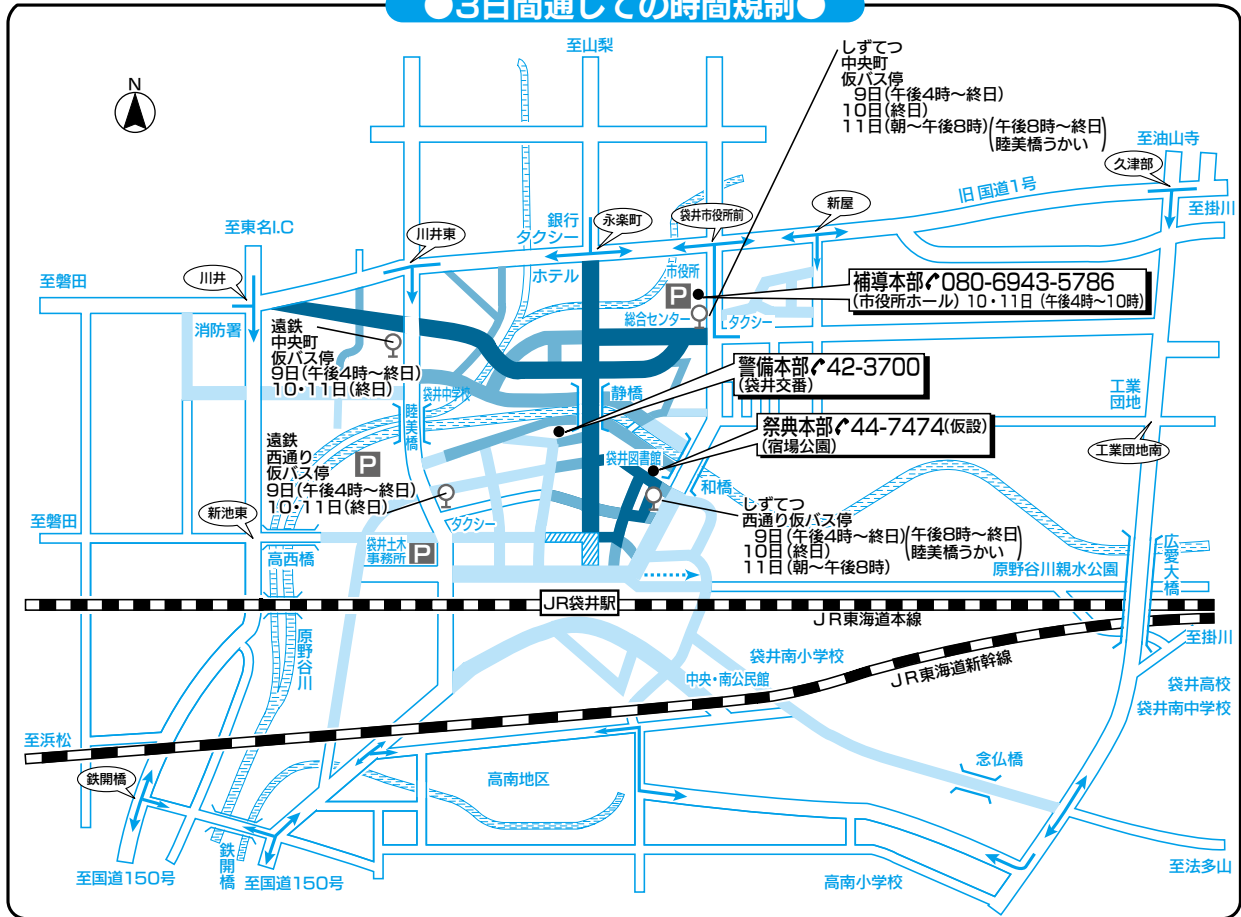 ●3日間通しての時間規制●
N
至山梨
しずてつ
中央町
仮バス停
9日(午後4時～終日)
10日(終日)
11日(朝～午後8時)(午後8時～終日 睦美橋うかい)
至油山寺
久津部
至掛川
旧国道1号
新屋
袋井市役所前
永楽町
銀行
タクシー
ホテル
川井東
至東名I.C
川井
至磐田
消防署
市役所
P
総合センター
タクシー
補導本部 080-6943-5786
(市役所ホール) 10・11日(午後4時～10時)
遠鉄
中央町
仮バス停
9日(午後4時～終日)
10・11日(終日)
袋井中学校
睦美橋
静橋
警備本部 42-3700
(袋井交番)
祭典本部 44-7474(仮設)
(宿場公園)
工業
団地
工業団地南
遠鉄
西通り
仮バス停
9日(午後4時～終日)
10・11日(終日)
P
袋井図書館
和橋
しずてつ
西通り仮バス停
9日(午後4時～終日)
10日(終日)
11日(朝～午後8時)
(午後8時～終日 睦美橋うかい)
至磐田
新池東
高西橋
タクシー
袋井土木
事務所
P
原野谷川親水公園
広愛大橋
JR袋井駅
JR東海道本線
原野谷川
至掛川
袋井南小学校
中央・南公民館
JR東海道新幹線
袋井高校
袋井南中学校
至浜松
鉄開橋
高南地区
念仏橋
鉄開橋
至国道150号
至国道150号
高南小学校
至法多山